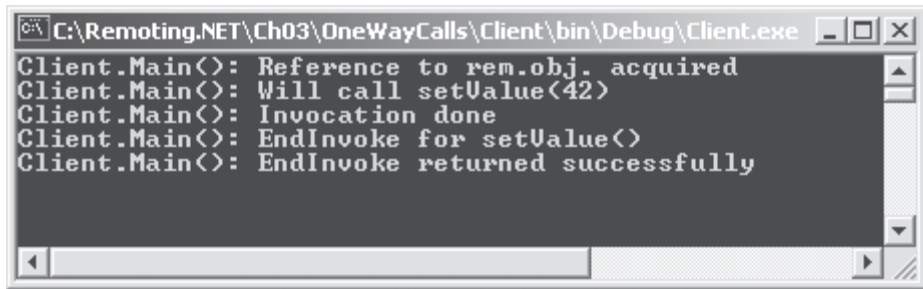 C:\Remoting.NET\Ch03\OneWayCalls\Client\bin\Debug\Client.exe
Client.Main(): Reference to rem.obj. acquired
Client.Main(): Will call setValue(42)
Client.Main(): Invocation done
Client.Main(): EndInvoke for setValue()
Client.Main(): EndInvoke returned successfully